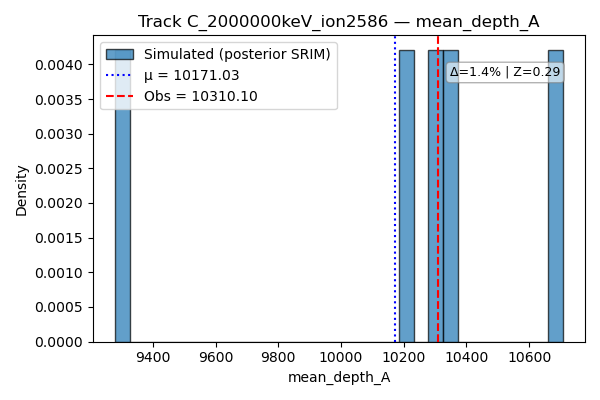 Track C_2000000keV_ion2586 — mean_depth_A
Simulated (posterior SRIM)
μ = 10171.03
Obs = 10310.10
Δ=1.4% | Z=0.29
Density
0.0040
0.0035
0.0030
0.0025
0.0020
0.0015
0.0010
0.0005
0.0000
9400 9600 9800 10000 10200 10400 10600
mean_depth_A